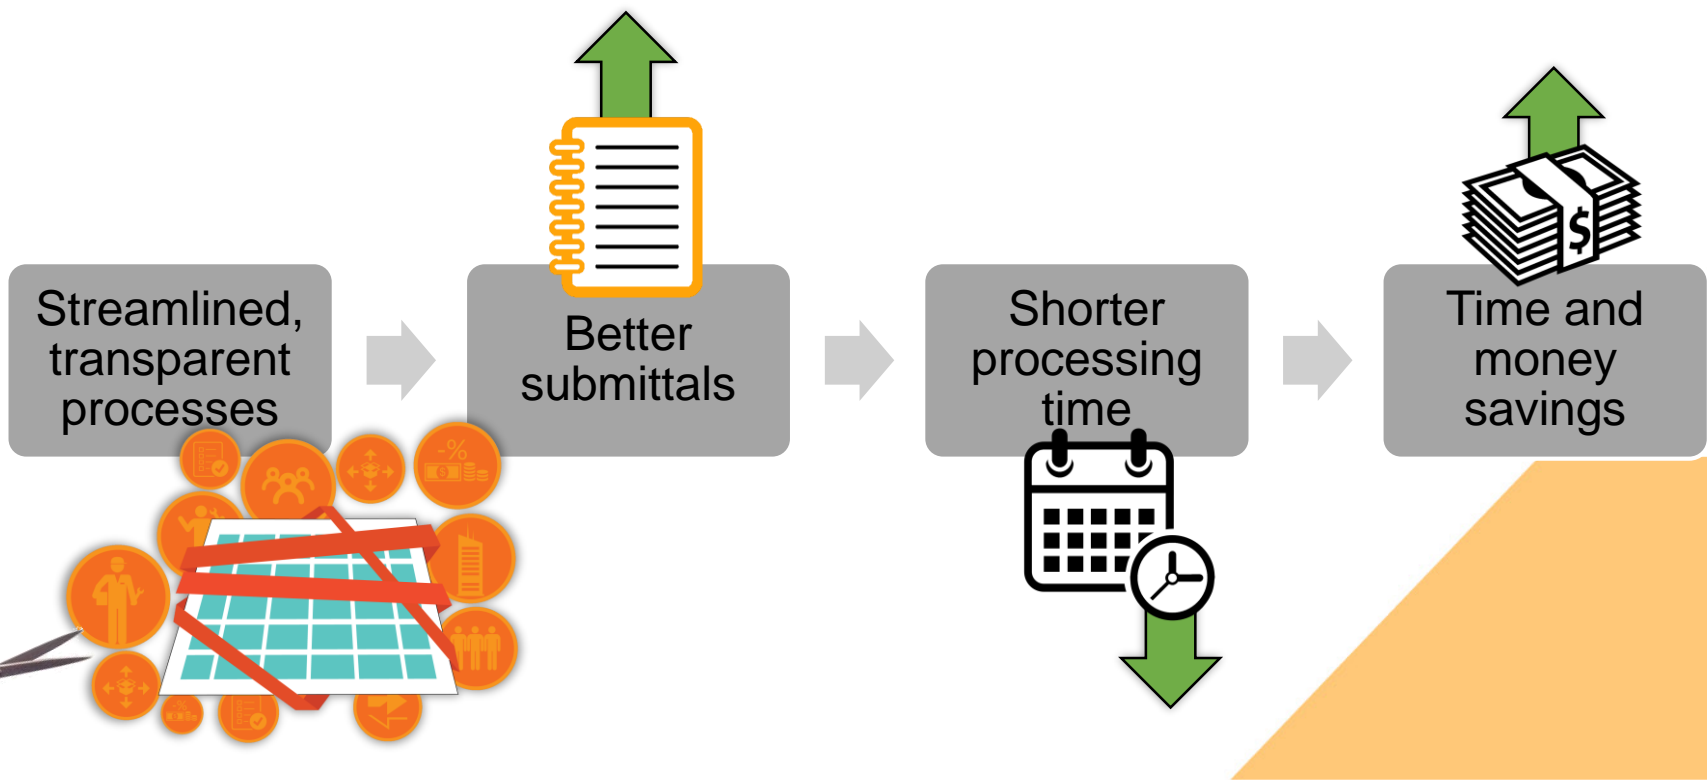 Streamlined,
transparent
processes
Better
submittals
Shorter
processing
time
Time and
money
savings
$
-%
$
-%